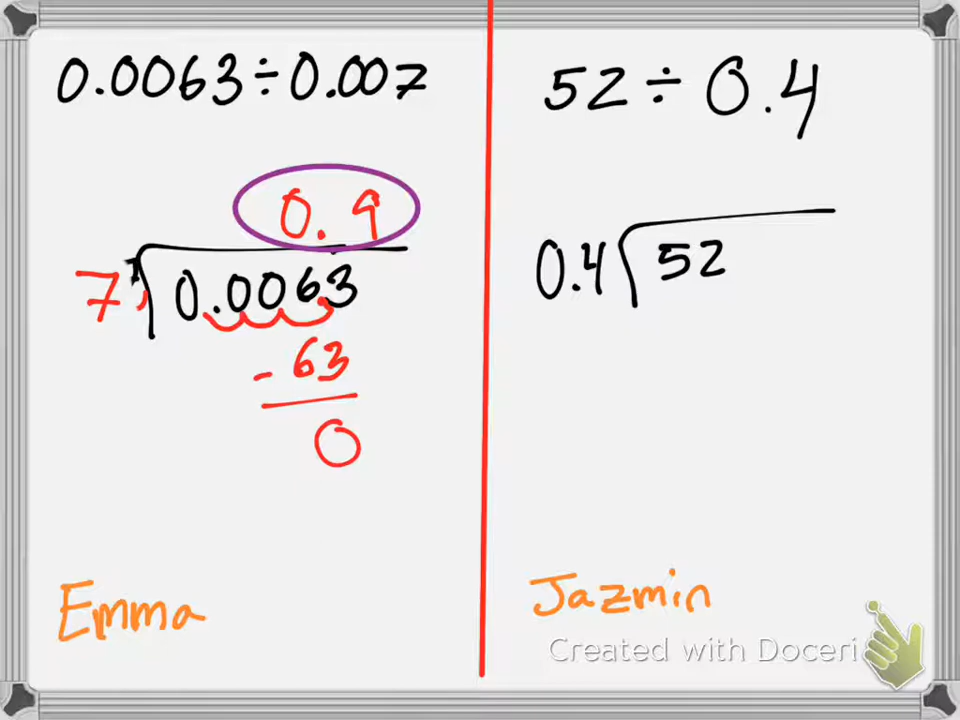 0.0063÷0.007
0.9
7 0.0063
- 63
0
Emma
52 ÷ 0.4
0.4 52
Jazmin
Created with Doceri